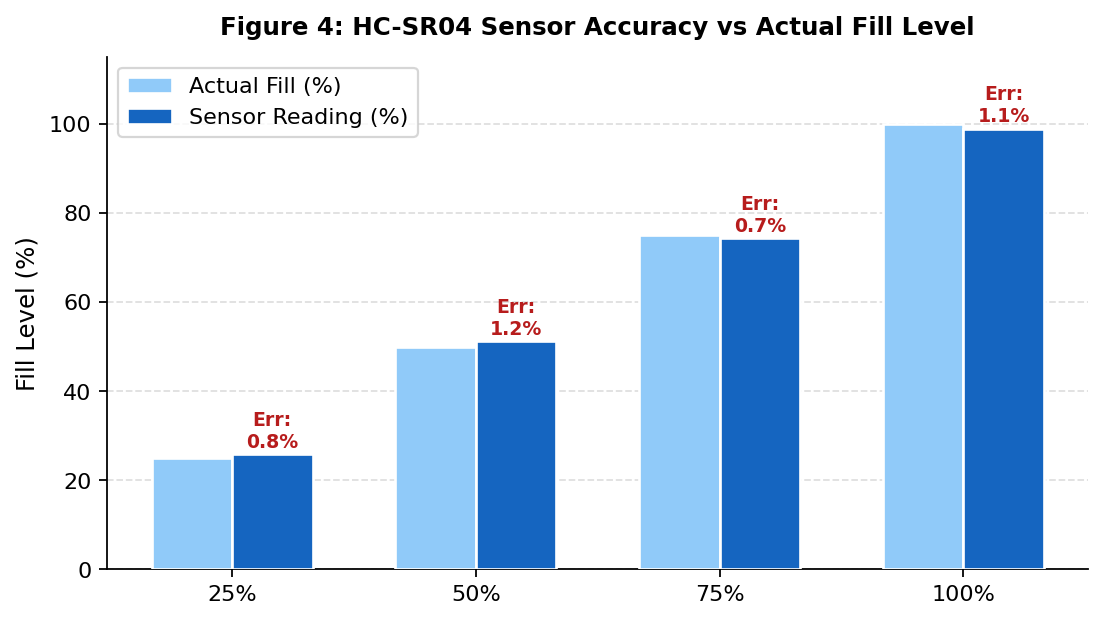 Figure 4: HC-SR04 Sensor Accuracy vs Actual Fill Level
Actual Fill (%)
Sensor Reading (%)
Fill Level (%)
100
80
60
40
20
0
Err:
0.8%
Err:
1.2%
Err:
0.7%
Err:
1.1%
25%
50%
75%
100%